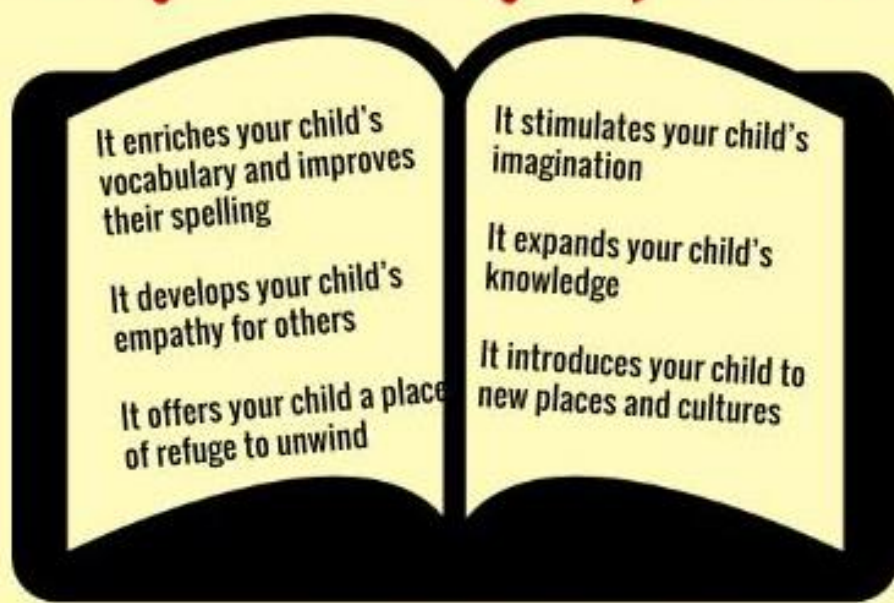 It enriches your child's
vocabulary and improves
their spelling
It develops your child's
empathy for others
It offers your child a place
of refuge to unwind
It stimulates your child's
imagination
It expands your child's
knowledge
It introduces your child to
new places and cultures